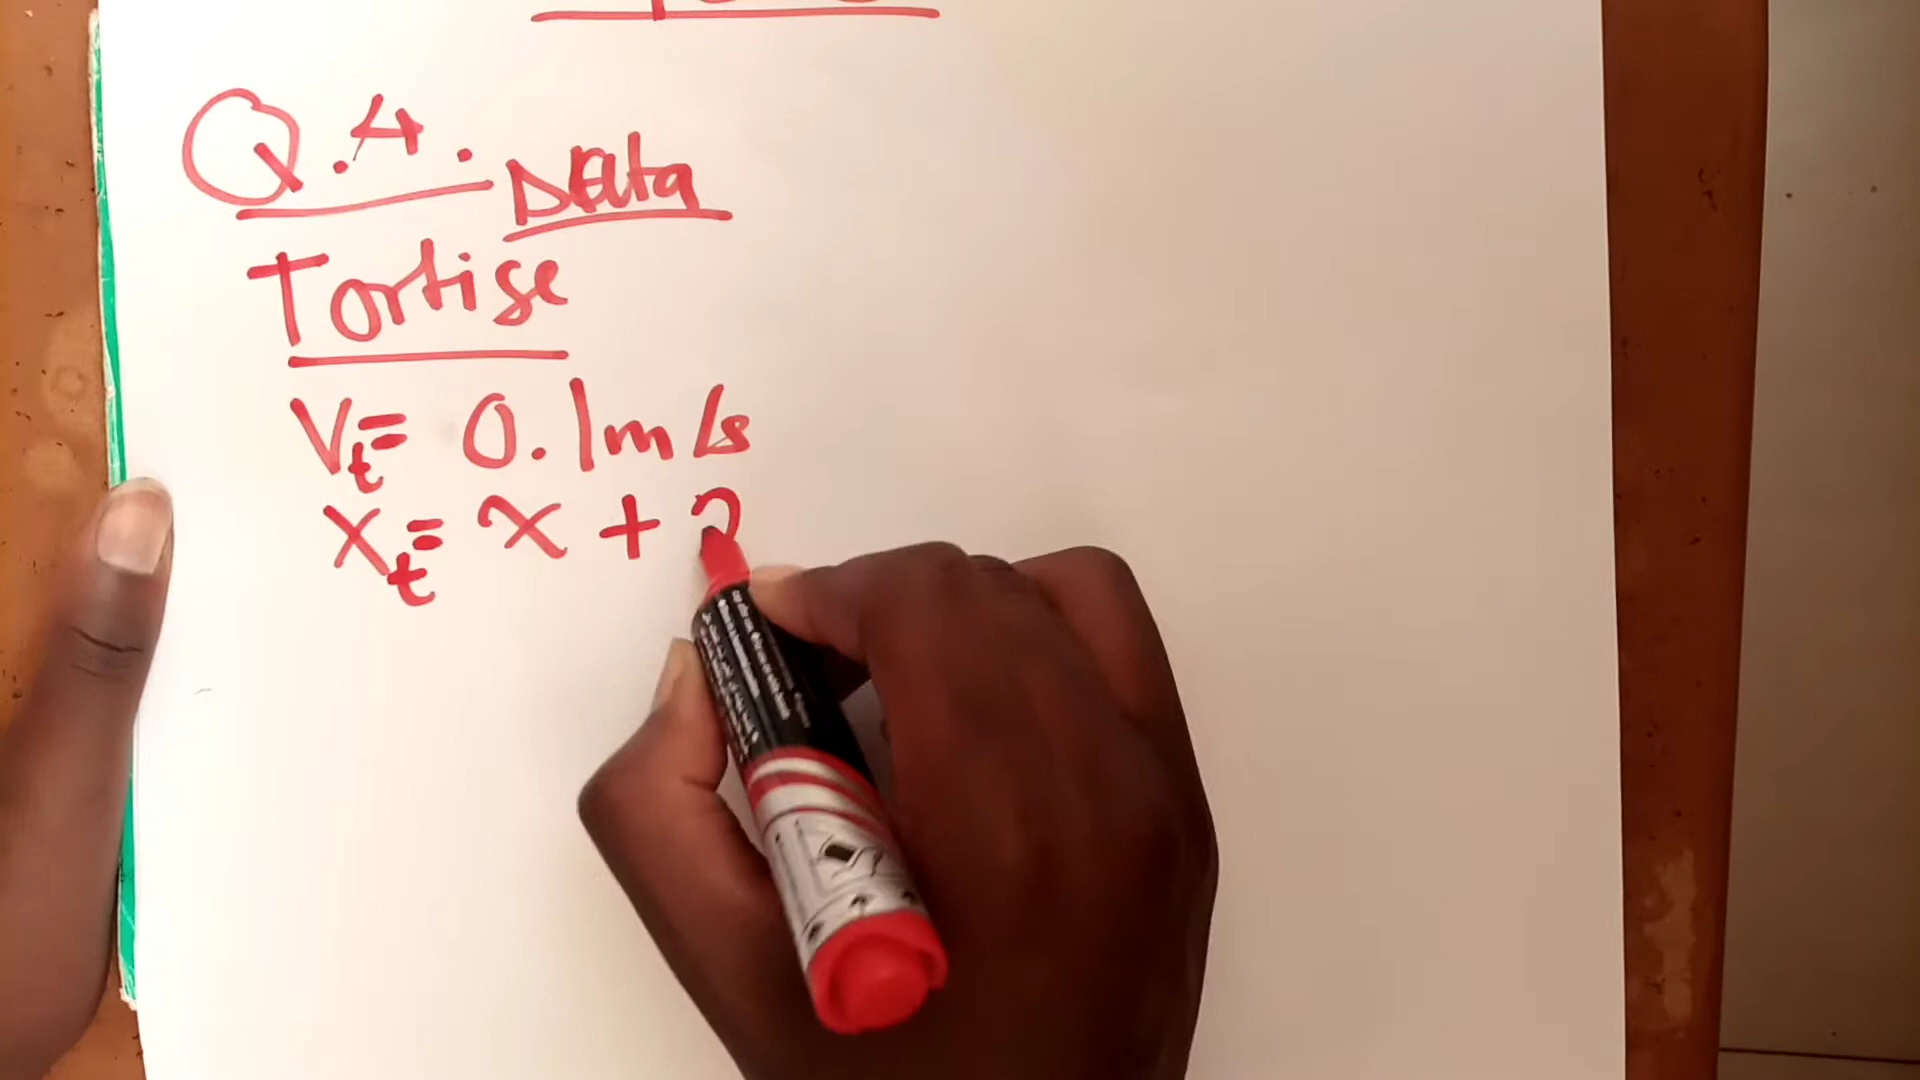 Q.4. Delta
Tortise
Vt = 0.1m/s
Xt = x + 2